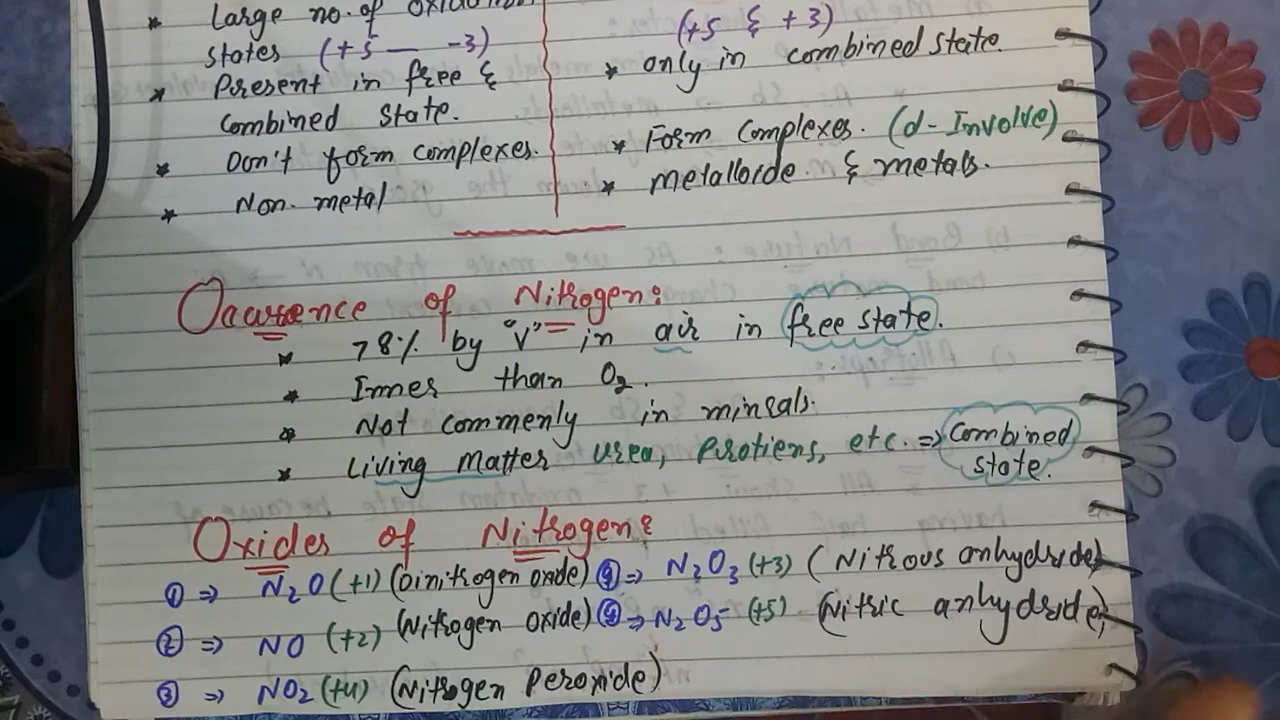 * Large no. of oxidation
states (+5 — -3)
* Present in free &
Combined State.
* Don't form complexes.
* Non. metal
(+5 & +3)
* only in combined state.
* Form Complexes. (d-Involve)
* metalloide. & metals.
Ocurence of Nitrogen:
* 78% by "V" in air in free state.
* Inner than O2.
* Not commenly in minrals.
* Living matter urea, Protiens, etc. ⇒ Combined
state.
Oxides of Nitrogen:
① ⇒ N2O (+1) (Dinitrogen oxide) ④ ⇒ N2O3 (+3) (Nitrous anhydride)
② ⇒ NO (+2) (Nitrogen oxide) ⑤ ⇒ N2O5 (+5) (Nitric anhydride)
③ ⇒ NO2 (+4) (Nitrogen Peroxide)